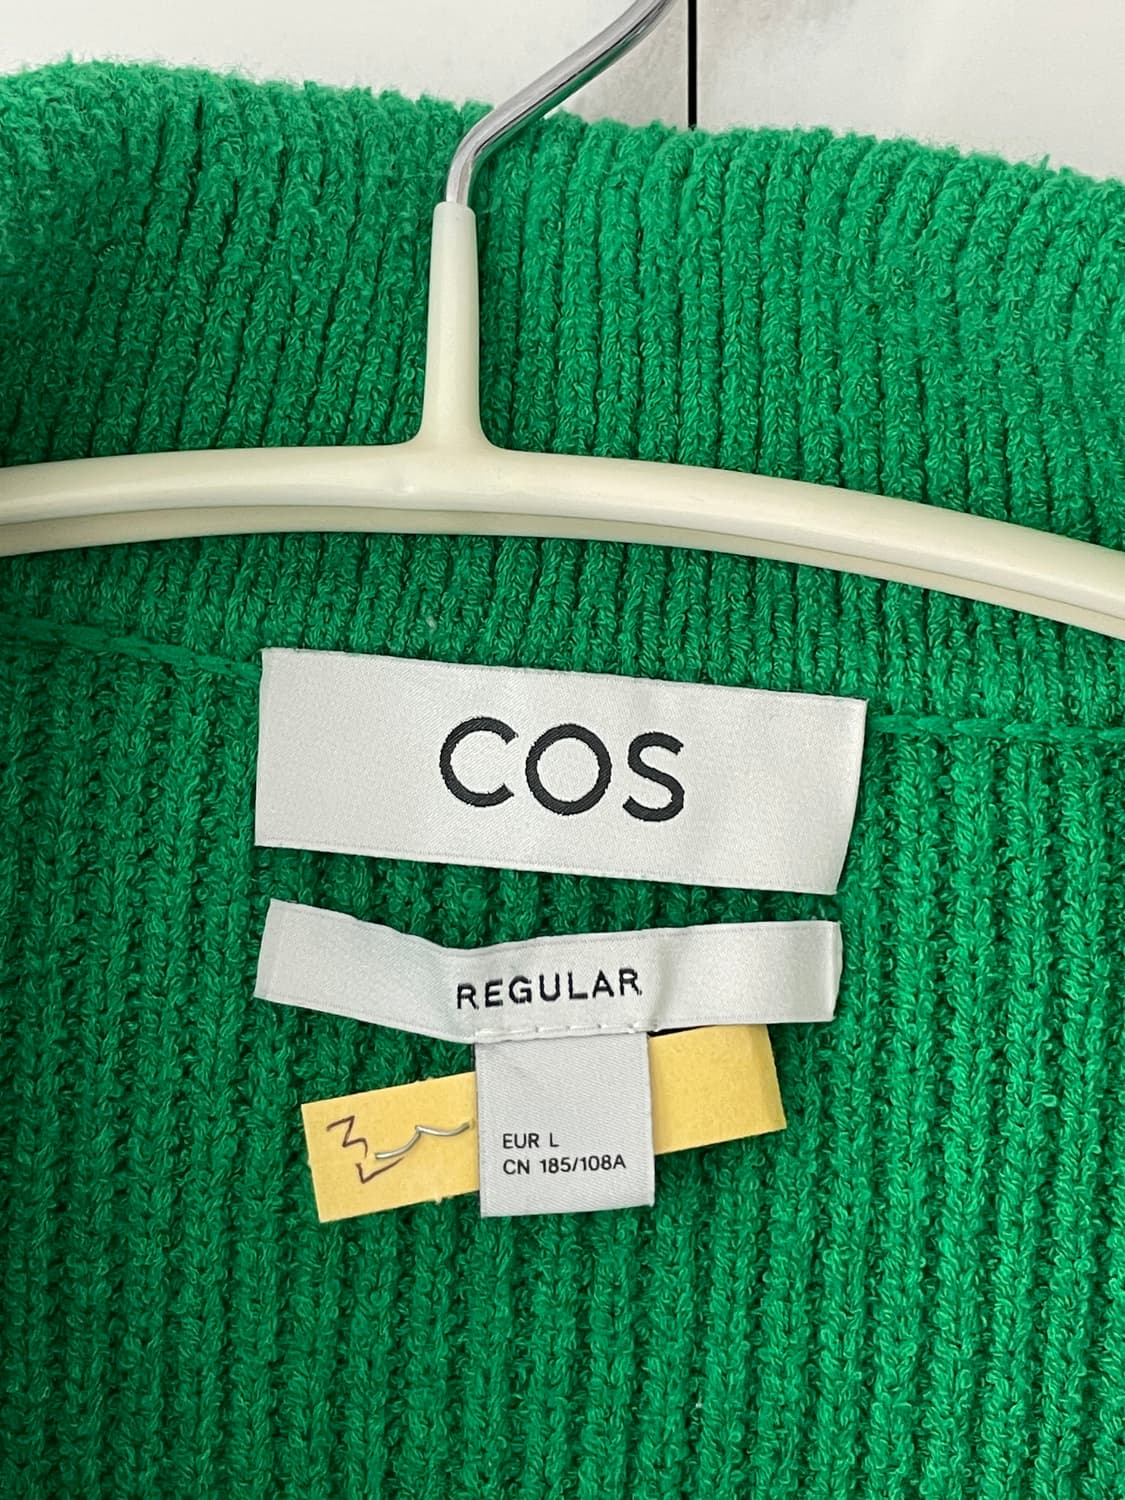 COS
REGULAR
EUR L
CN 185/108A